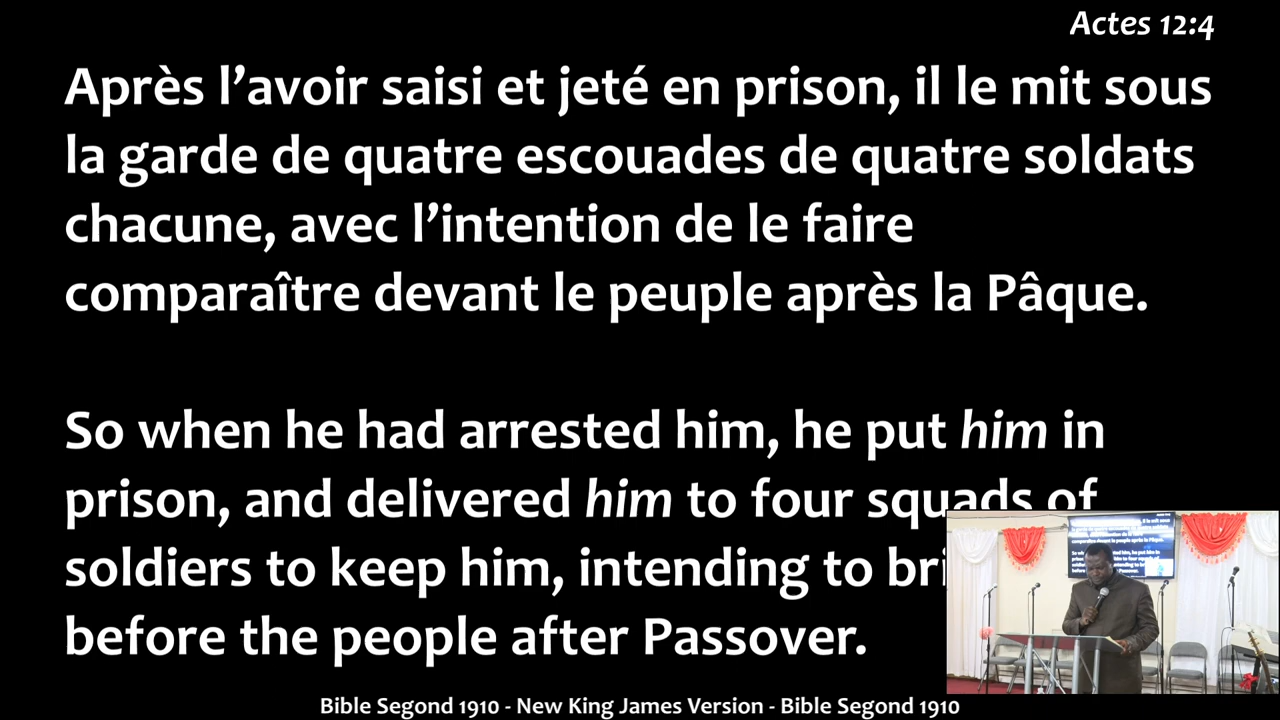 Actes 12:4
Après l’avoir saisi et jeté en prison, il le mit sous
la garde de quatre escouades de quatre soldats
chacune, avec l’intention de le faire
comparaître devant le peuple après la Pâque.
So when he had arrested him, he put him in
prison, and delivered him to four squads of
soldiers to keep him, intending to
before the people after Passover.
Bible Segond 1910 - New King James Version - Bible Segond 1910